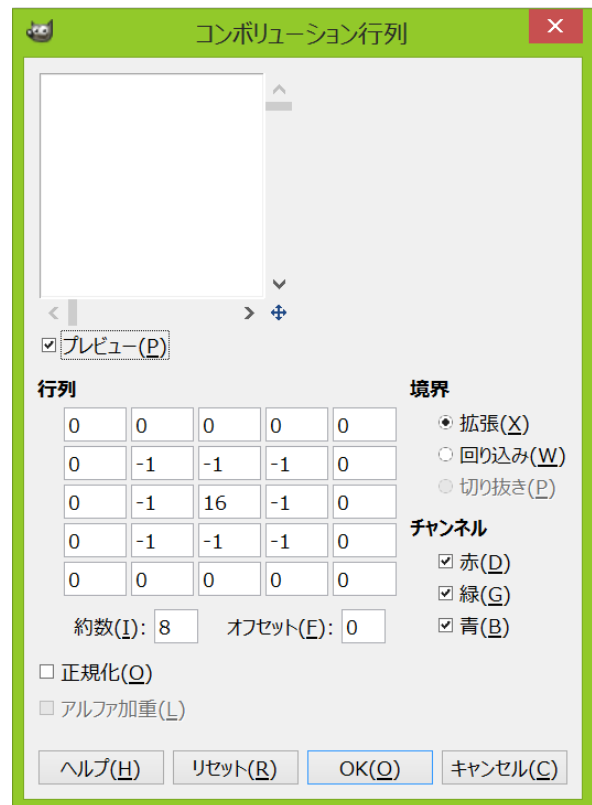 コンボリューション行列
プレビュー(P)
行列
0 0 0 0 0
0 -1 -1 -1 0
0 -1 16 -1 0
0 -1 -1 -1 0
0 0 0 0 0
約数(I): 8 オフセット(F): 0
正規化(O)
アルファ加重(L)
境界
拡張(X)
回り込み(W)
切り抜き(P)
チャンネル
赤(D)
緑(G)
青(B)
ヘルプ(H) リセット(R) OK(O) キャンセル(C)